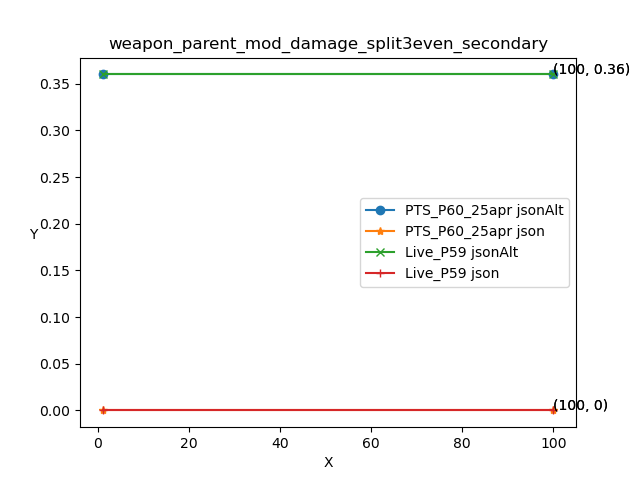 weapon_parent_mod_damage_split3even_secondary
(100, 0.36)
0.35
0.30
0.25
0.20
0.15
0.10
0.05
0.00
Y
PTS_P60_25apr jsonAlt
PTS_P60_25apr json
Live_P59 jsonAlt
Live_P59 json
(100, 0)
0
20
40
60
80
100
X